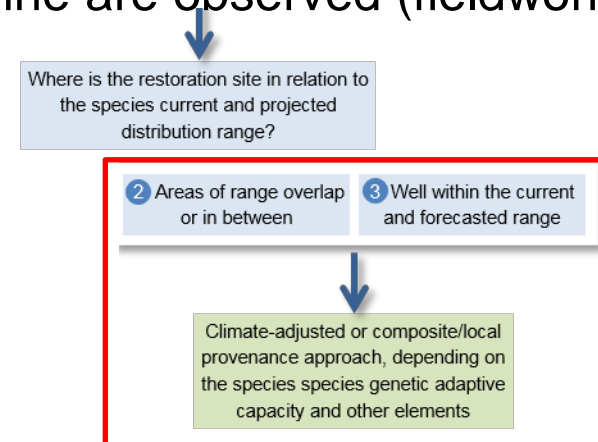 are observed
Where is the restoration site in relation to
the species current and projected
distribution range?
2 Areas of range overlap
or in between
3 Well within the current
and forecasted range
Climate-adjusted or composite/local
provenance approach, depending on
the species species genetic adaptive
capacity and other elements